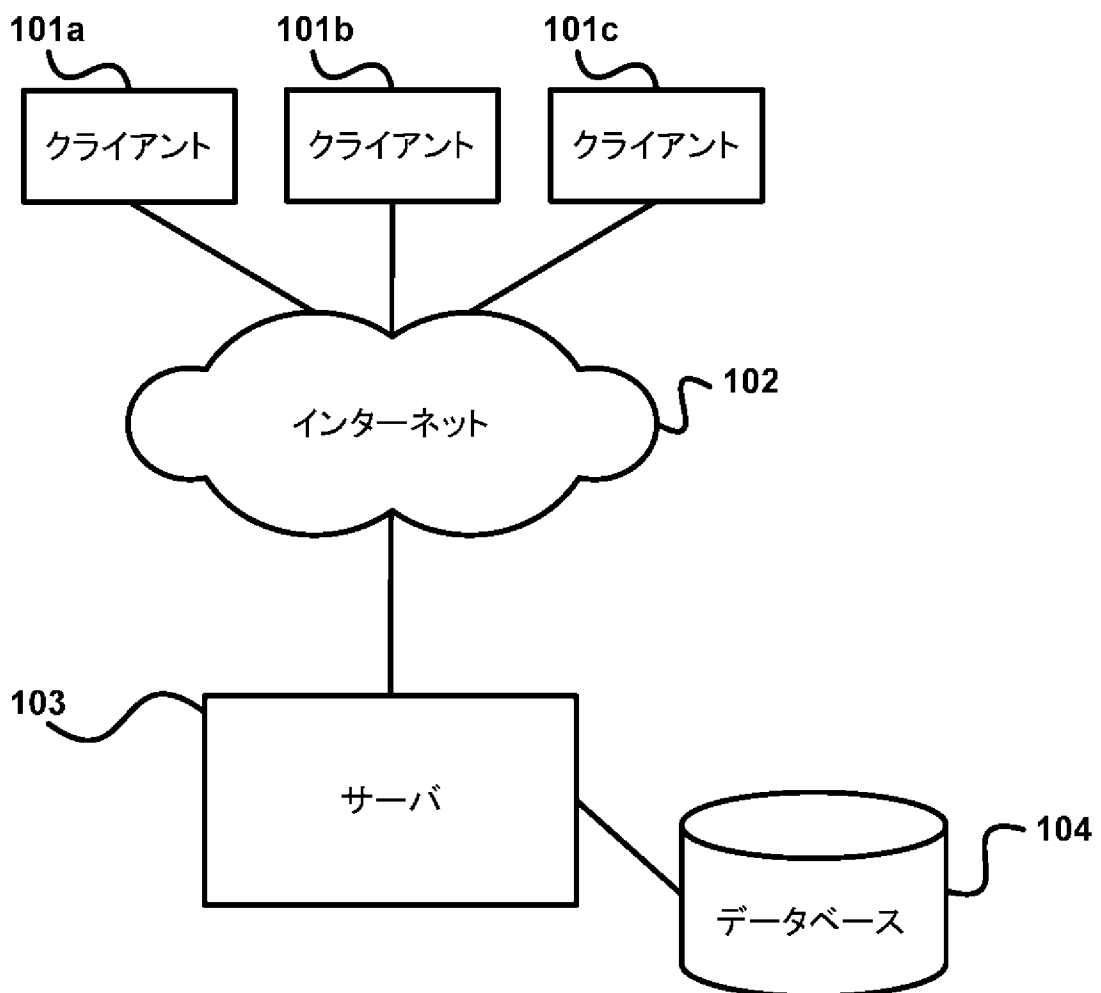 101a
101b
101c
クライアント
クライアント
クライアント
102
インターネット
103
サーバ
104
データベース